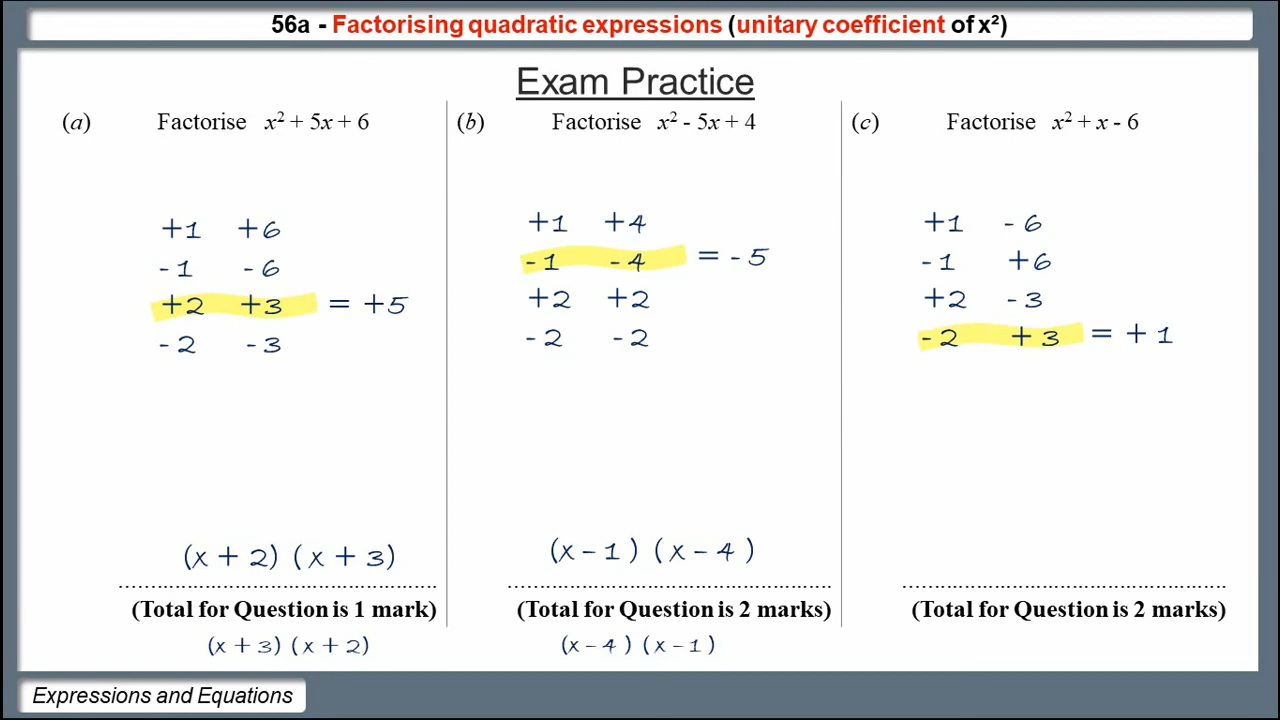 56a - Factorising quadratic expressions (unitary coefficient of x²)
Exam Practice
(a) Factorise x² + 5x + 6
+1 +6
-1 -6
+2 +3 = +5
-2 -3
(x + 2) (x + 3)
(Total for Question is 1 mark)
(x + 3) (x + 2)
(b) Factorise x² - 5x + 4
+1 +4
-1 -4 = -5
+2 +2
-2 -2
(x - 1) (x - 4)
(Total for Question is 2 marks)
(x - 4) (x - 1)
(c) Factorise x² + x - 6
+1 -6
-1 +6
+2 -3
-2 +3 = +1
(Total for Question is 2 marks)
Expressions and Equations